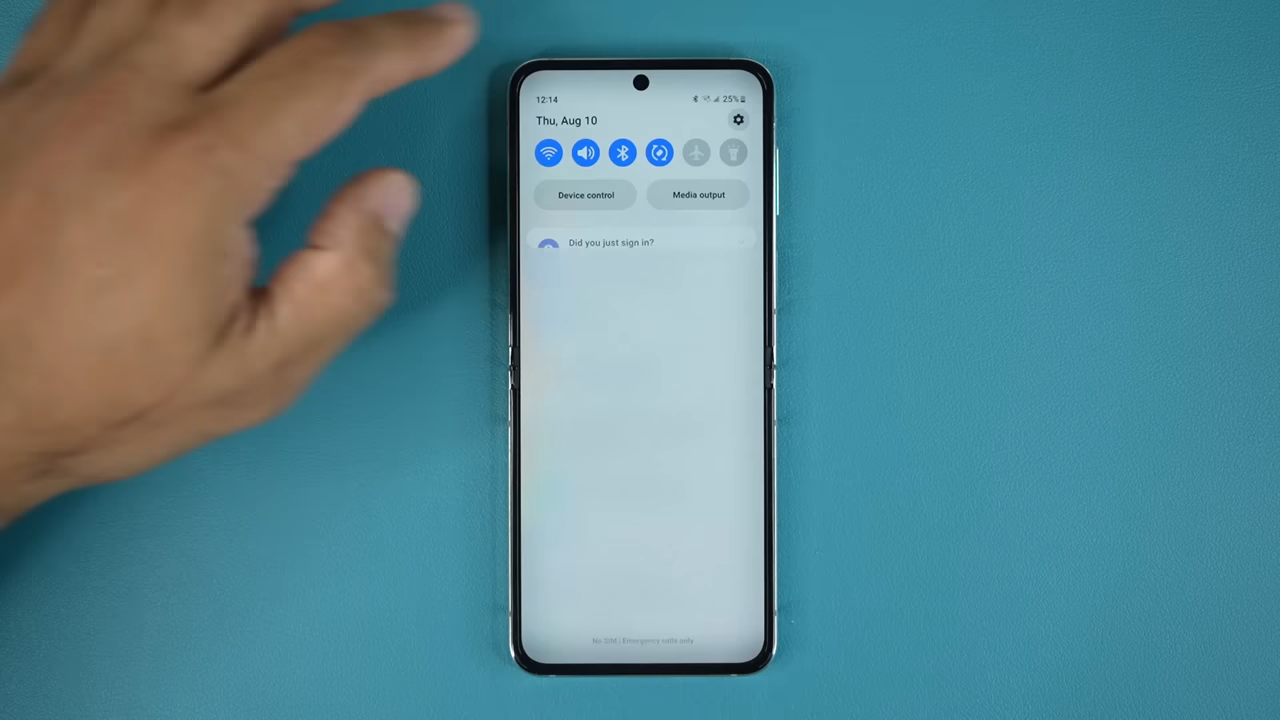 12:14
25%
Thu, Aug 10
Device control
Media output
Did you just sign in?
No SIM | Emergency calls only